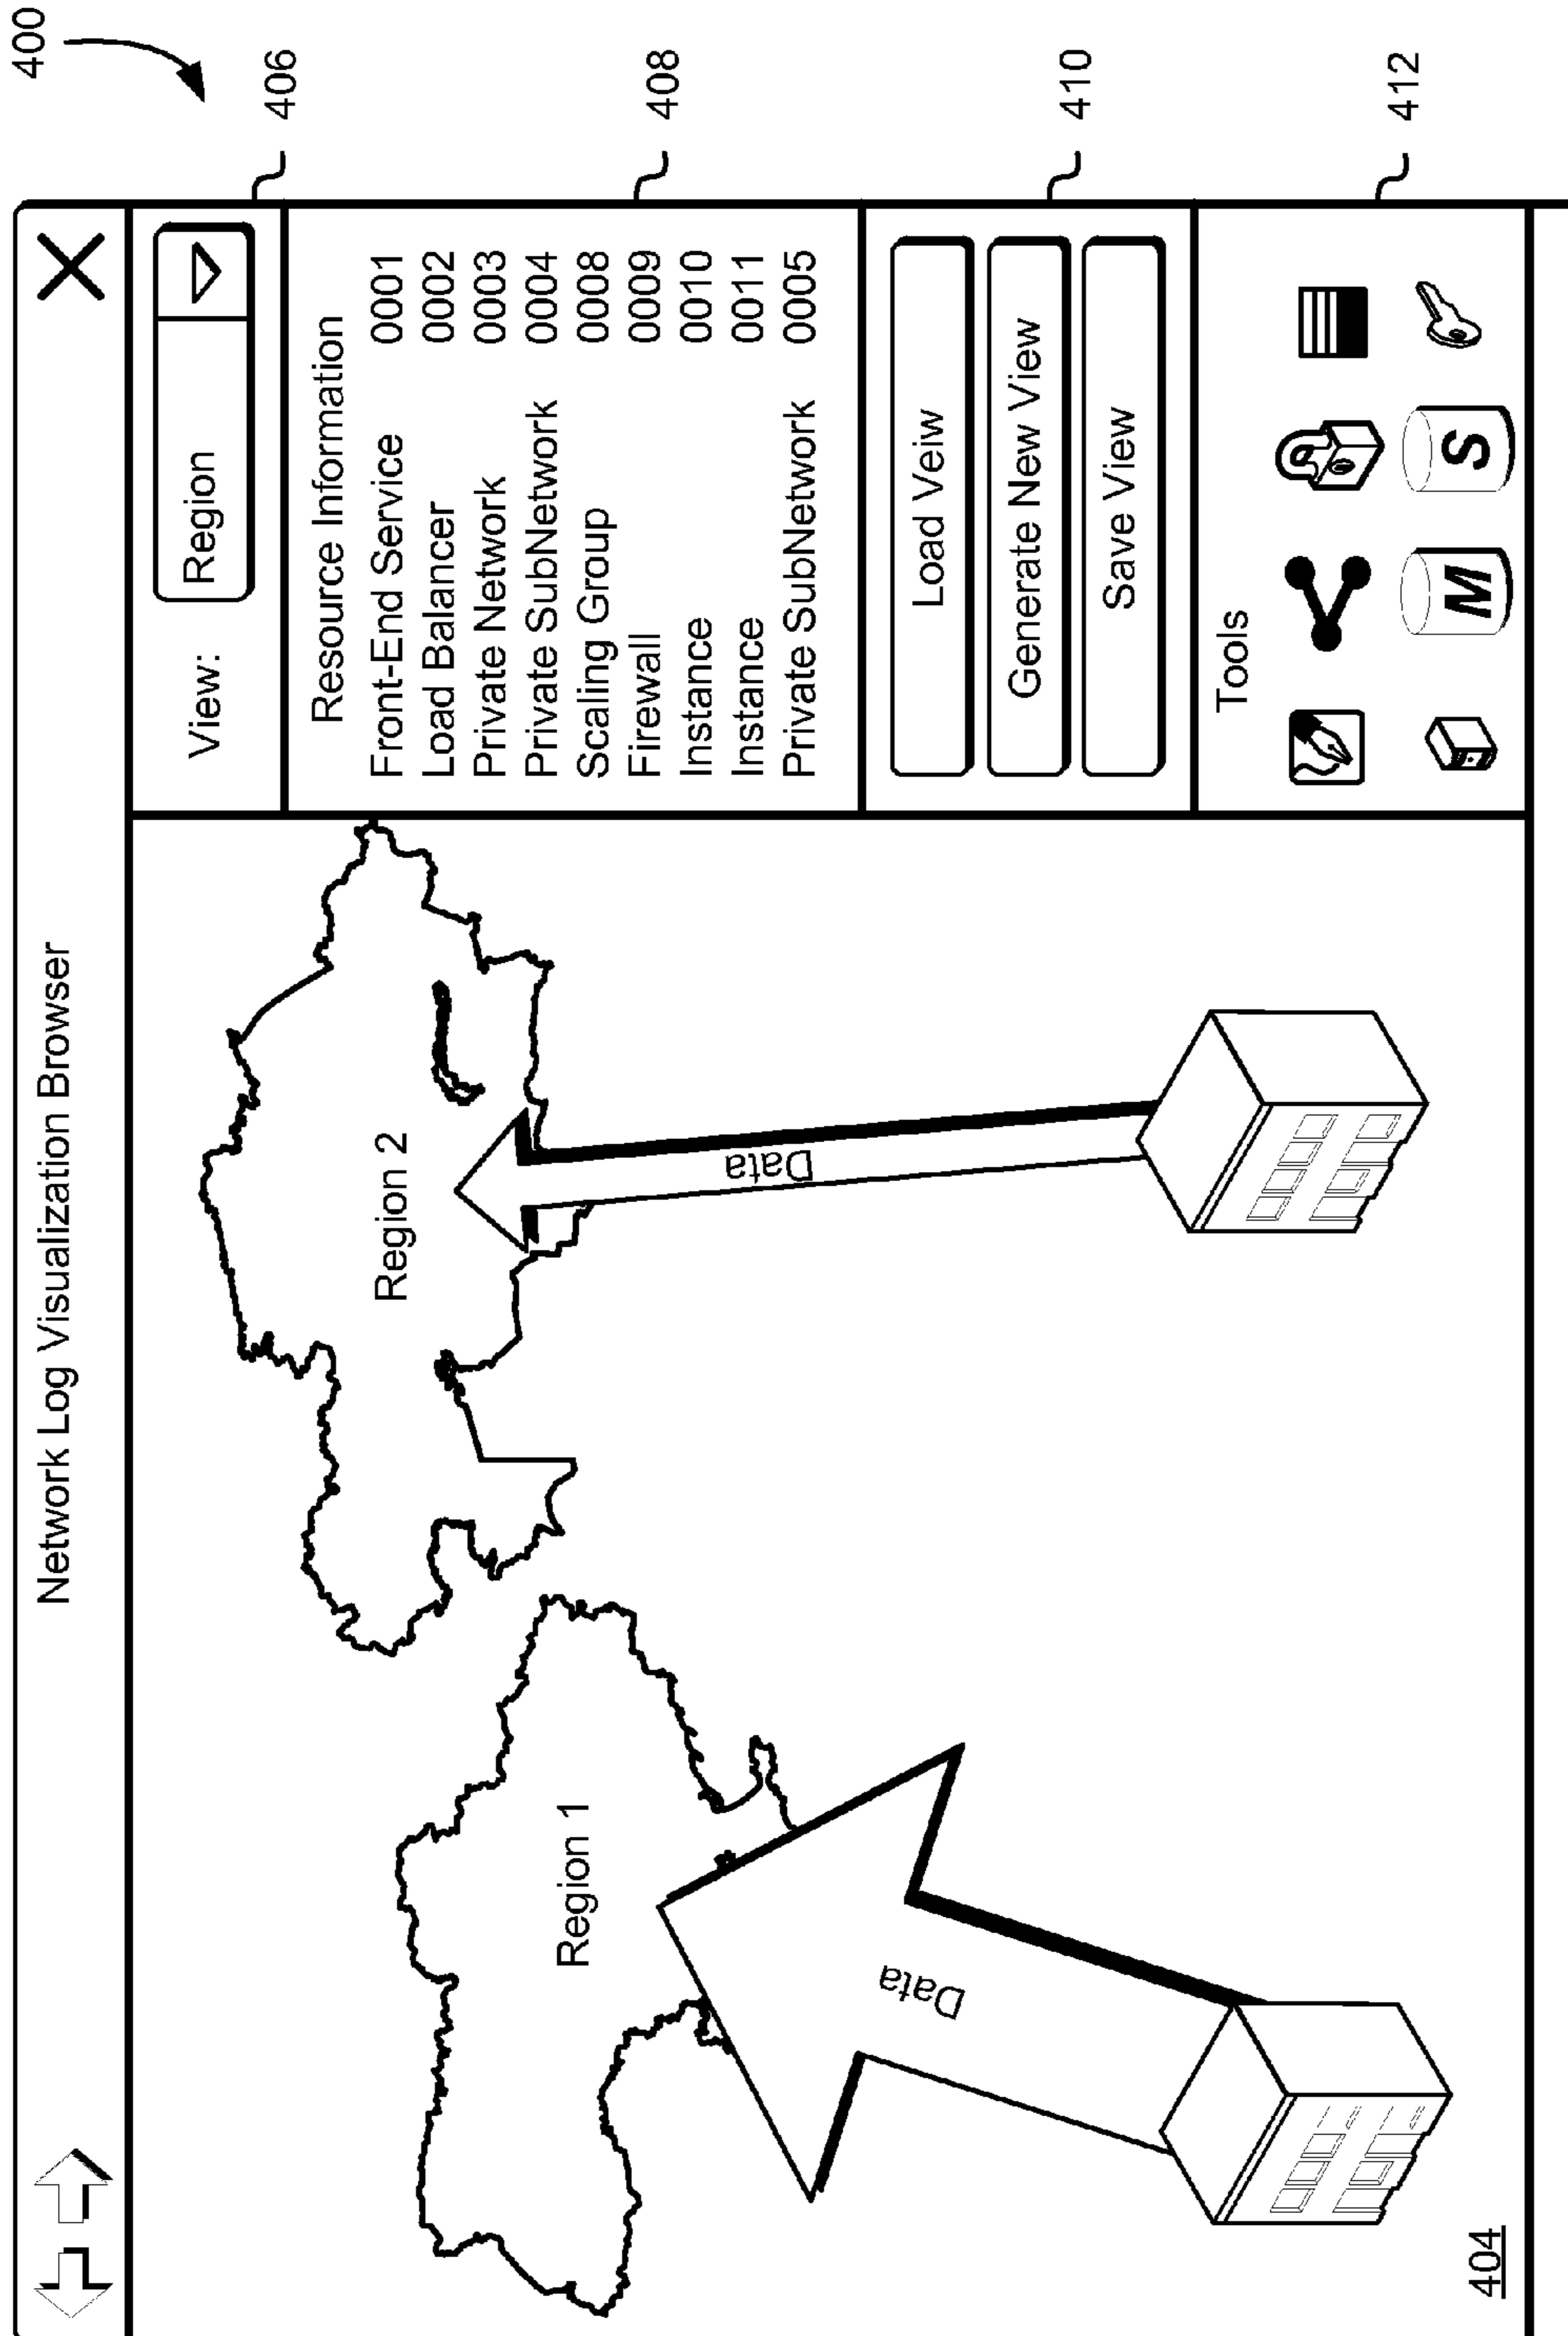 400
Network Log Visualization Browser
View:
Region
406
Resource Information
Front-End Service 0001
Load Balancer 0002
Private Network 0003
Private SubNetwork 0004
Scaling Group 0008
Firewall 0009
Instance 0010
Instance 0011
Private SubNetwork 0005
408
Load Veiw
Generate New View
Save View
410
Tools
M
S
412
Region 1
Region 2
Data
Data
404